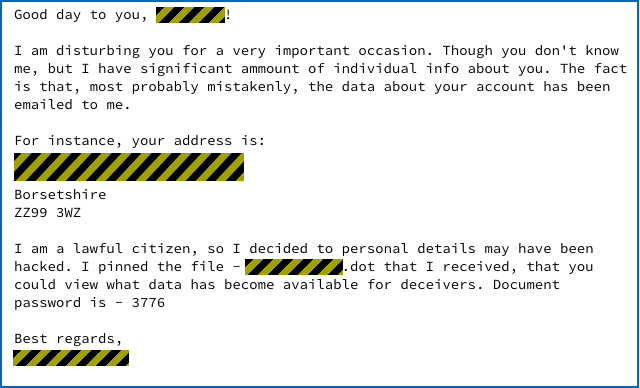 Good day to you, !
I am disturbing you for a very important occasion. Though you don't know
me, but I have significant ammount of individual info about you. The fact
is that, most probably mistakenly, the data about your account has been
emailed to me.
For instance, your address is:
Borsetshire
ZZ99 3WZ
I am a lawful citizen, so I decided to personal details may have been
hacked. I pinned the file - .dot that I received, that you
could view what data has become available for deceivers. Document
password is - 3776
Best regards,